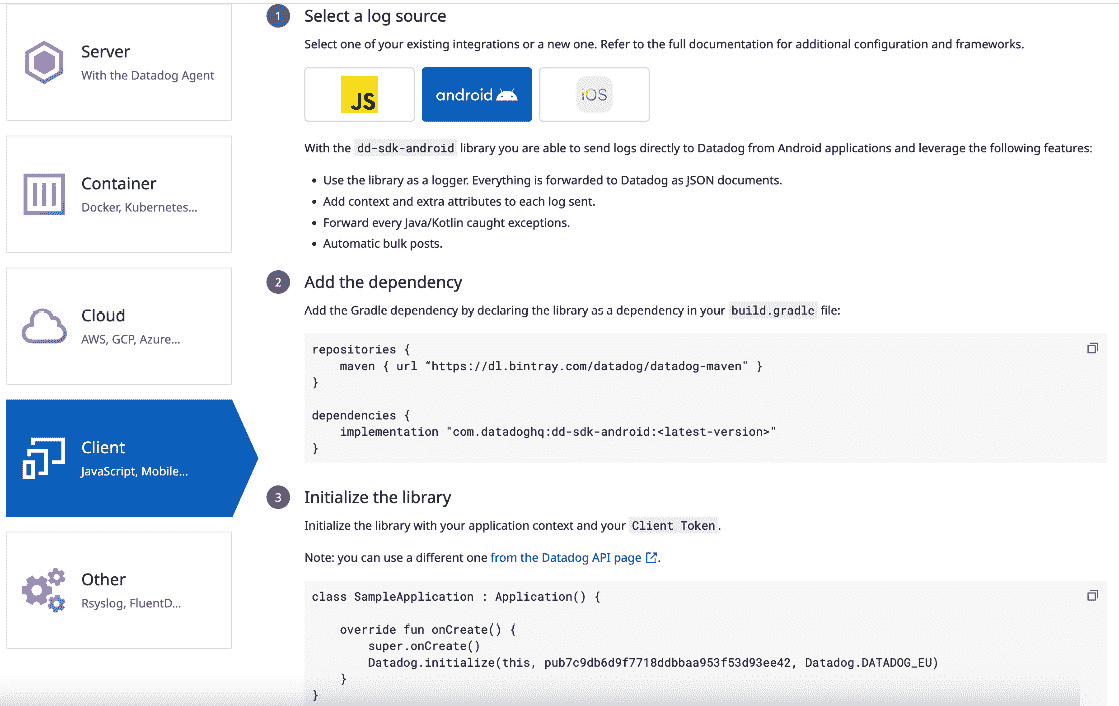 Server
With the Datadog Agent
Container
Docker, Kubernetes...
Cloud
AWS, GCP, Azure...
Client
JavaScript, Mobile...
Other
Rsyslog, FluentD...
1 Select a log source
Select one of your existing integrations or a new one. Refer to the full documentation for additional configuration and frameworks.
JS android iOS
With the dd-sdk-android library you are able to send logs directly to Datadog from Android applications and leverage the following features:
• Use the library as a logger. Everything is forwarded to Datadog as JSON documents.
• Add context and extra attributes to each log sent.
• Forward every Java/Kotlin caught exceptions.
• Automatic bulk posts.
2 Add the dependency
Add the Gradle dependency by declaring the library as a dependency in your build.gradle file:
repositories {
    maven { url “https://dl.bintray.com/datadog/datadog-maven" }
}
dependencies {
    implementation "com.datadoghq:dd-sdk-android:<latest-version>"
}
3 Initialize the library
Initialize the library with your application context and your Client Token.
Note: you can use a different one from the Datadog API page.
class SampleApplication : Application() {
    override fun onCreate() {
        super.onCreate()
        Datadog.initialize(this, pub7c9db6d9f7718ddbbaa953f53d93ee42, Datadog.DATADOG_EU)
    }
}